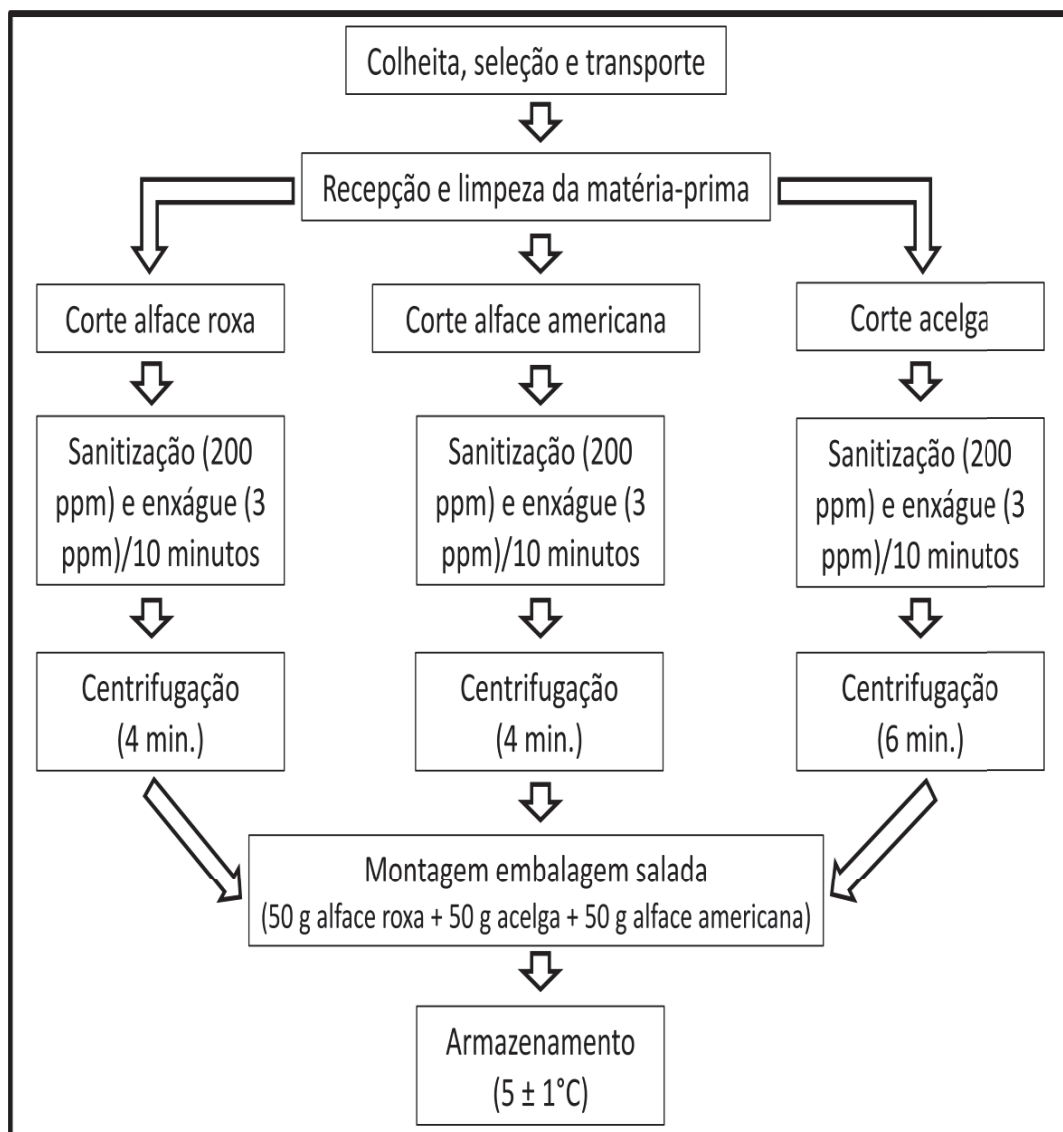 Colheita, seleção e transporte
Recepção e limpeza da matéria-prima
Corte alface roxa
Corte alface americana
Corte acelga
Sanitização (200
ppm) e enxágue (3
ppm)/10 minutos
Sanitização (200
ppm) e enxágue (3
ppm)/10 minutos
Sanitização (200
ppm) e enxágue (3
ppm)/10 minutos
Centrifugação
(4 min.)
Centrifugação
(4 min.)
Centrifugação
(6 min.)
Montagem embalagem salada
(50 g alface roxa + 50 g acelga + 50 g alface americana)
Armazenamento
(5 ± 1°C)